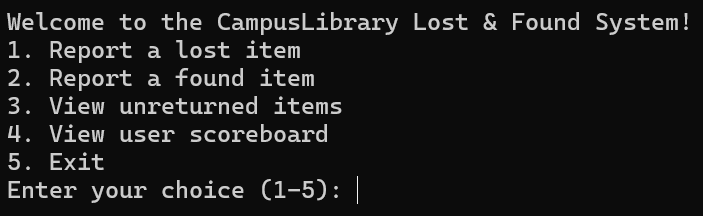 Welcome to the CampusLibrary Lost & Found System!
1. Report a lost item
2. Report a found item
3. View unreturned items
4. View user scoreboard
5. Exit
Enter your choice (1-5):